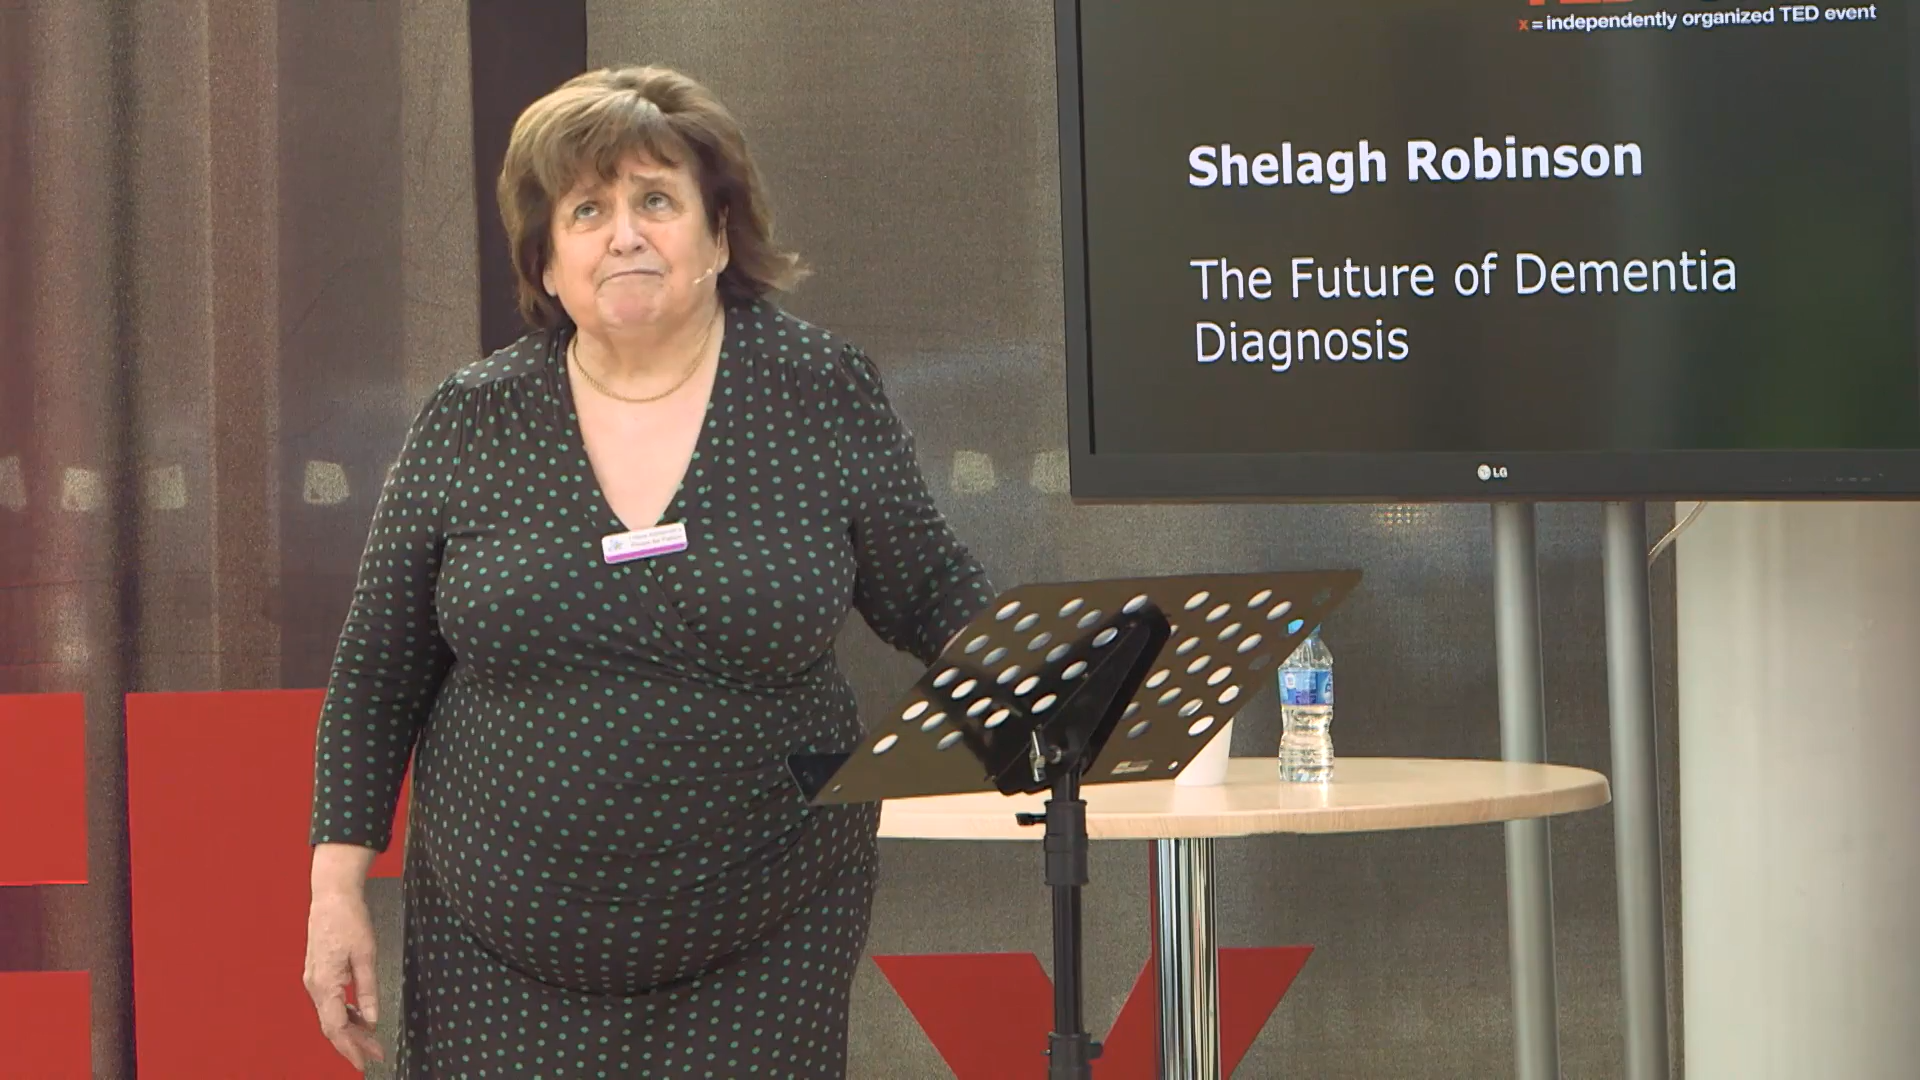 x = independently organized TED event
Shelagh Robinson
The Future of Dementia
Diagnosis
LG